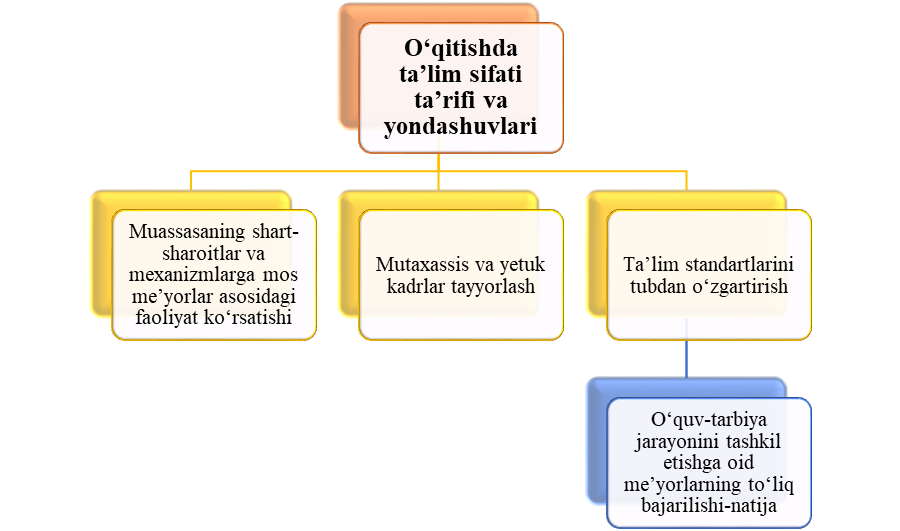 O‘qitishda
ta’lim sifati
ta’rifi va
yondashuvlari
Muassasaning shart-
sharoitlar va
mexanizmlarga mos
me’yorlar asosidagi
faoliyat ko‘rsatishi
Mutaxassis va yetuk
kadrlar tayyorlash
Ta’lim standartlarini
tubdan o‘zgartirish
O‘quv-tarbiya
jarayonini tashkil
etishga oid
me’yorlarning to‘liq
bajarilishi-natija